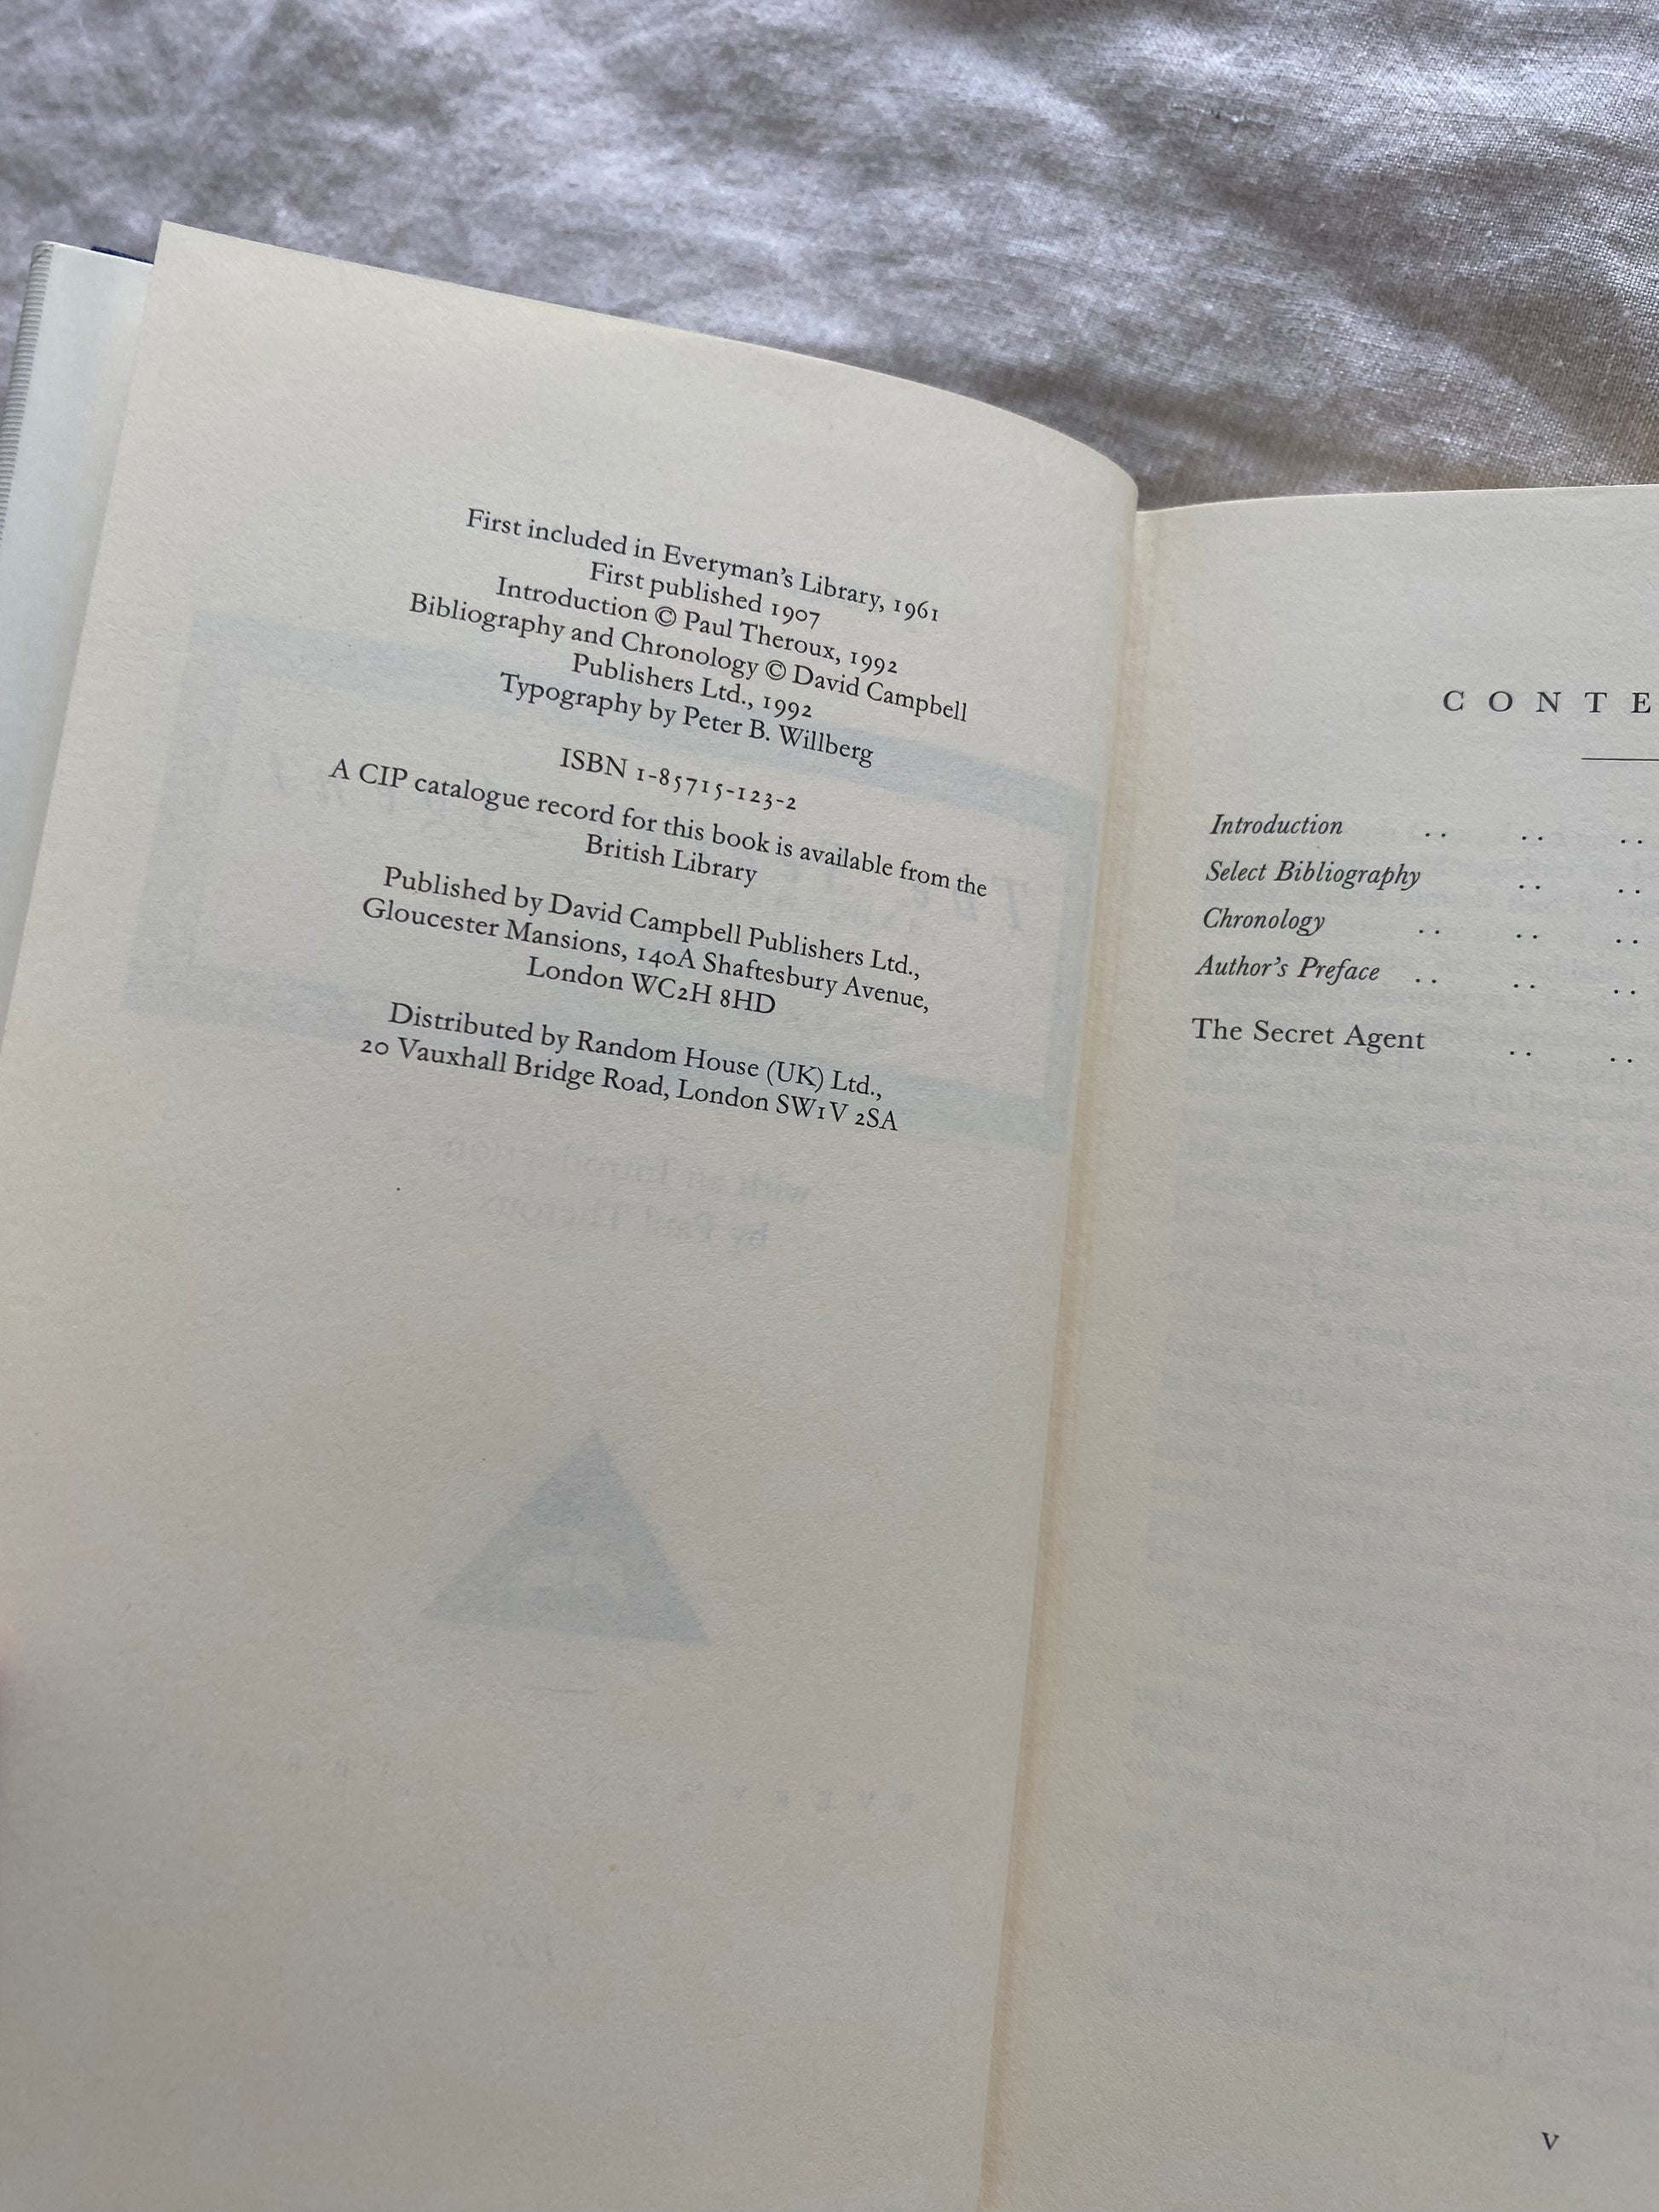 First included in Everyman's Library, 1961
First published 1907
Introduction © Paul Theroux, 1992
Bibliography and Chronology © David Campbell
Publishers Ltd., 1992
Typography by Peter B. Willberg
ISBN 1-85715-123-2
A CIP catalogue record for this book is available from the
British Library
Published by David Campbell Publishers Ltd.,
Gloucester Mansions, 140A Shaftesbury Avenue,
London WC2H 8HD
Distributed by Random House (UK) Ltd.,
20 Vauxhall Bridge Road, London SW1V 2SA
CONTE
Introduction .. .. ..
Select Bibliography .. ..
Chronology .. .. ..
Author's Preface .. .. ..
The Secret Agent .. ..
v